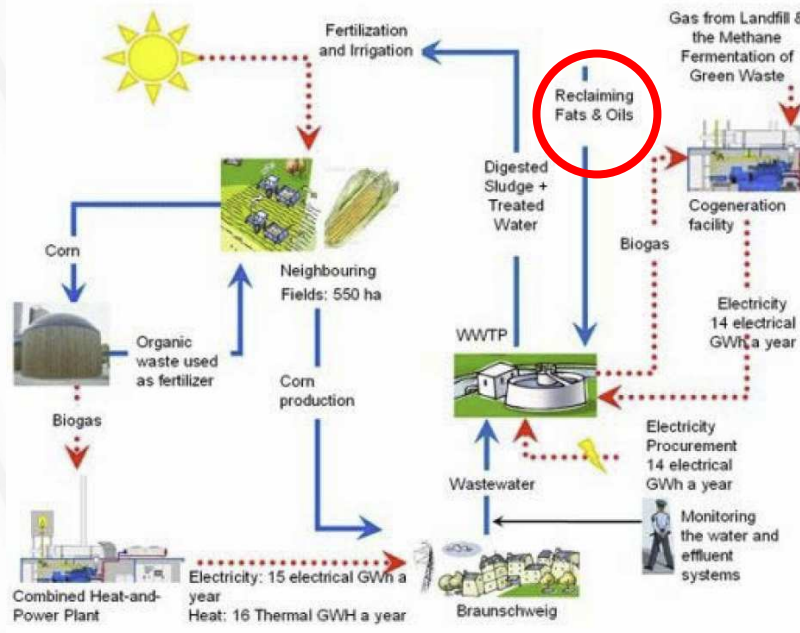 Gas from Landfill &
the Methane
Fermentation of
Green Waste
Fertilization
and Irrigation
Reclaiming
Fats & Oils
Digested
Sludge +
Treated
Water
Cogeneration
facility
Biogas
Corn
Neighbouring
Fields: 550 ha
Electricity
14 electrical
GWh a year
WWTP
Organic
waste used
as fertilizer
Corn
production
Biogas
Electricity
Procurement
14 electrical
GWh a year
Wastewater
Monitoring
the water and
effluent
systems
Combined Heat-and-
Power Plant
Electricity: 15 electrical GWh a
year
Heat: 16 Thermal GWH a year
Braunschweig